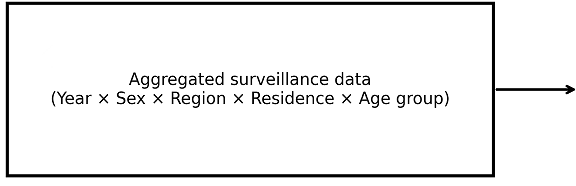 Aggregated surveillance data
(Year × Sex × Region × Residence × Age group)